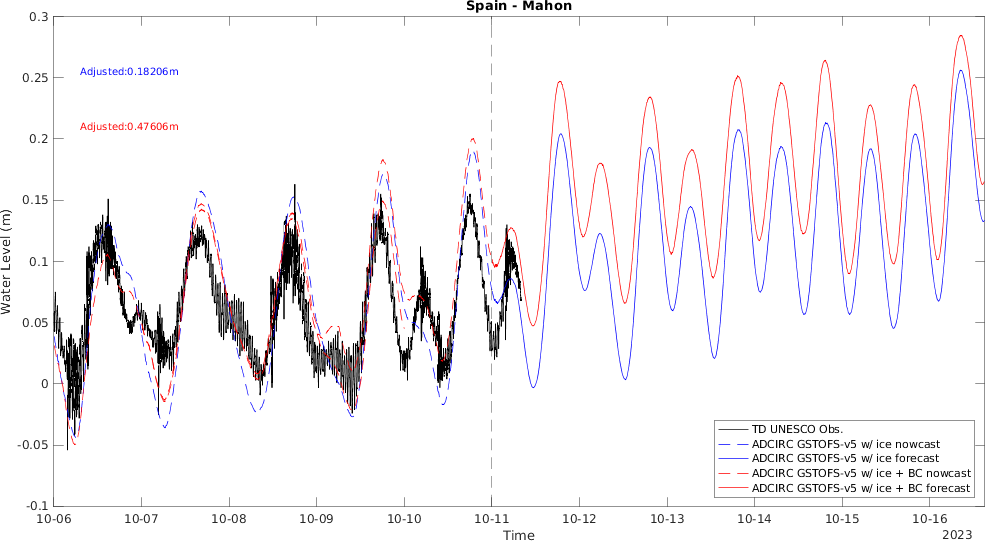 Spain - Mahon
0.3
0.25
0.2
0.15
0.1
0.05
0
-0.05
-0.1
Water Level (m)
Adjusted:0.18206m
Adjusted:0.47606m
TD UNESCO Obs.
ADCIRC GSTOFS-v5 w/ ice nowcast
ADCIRC GSTOFS-v5 w/ ice forecast
ADCIRC GSTOFS-v5 w/ ice + BC nowcast
ADCIRC GSTOFS-v5 w/ ice + BC forecast
10-06 10-07 10-08 10-09 10-10 10-11 10-12 10-13 10-14 10-15 10-16
Time
2023